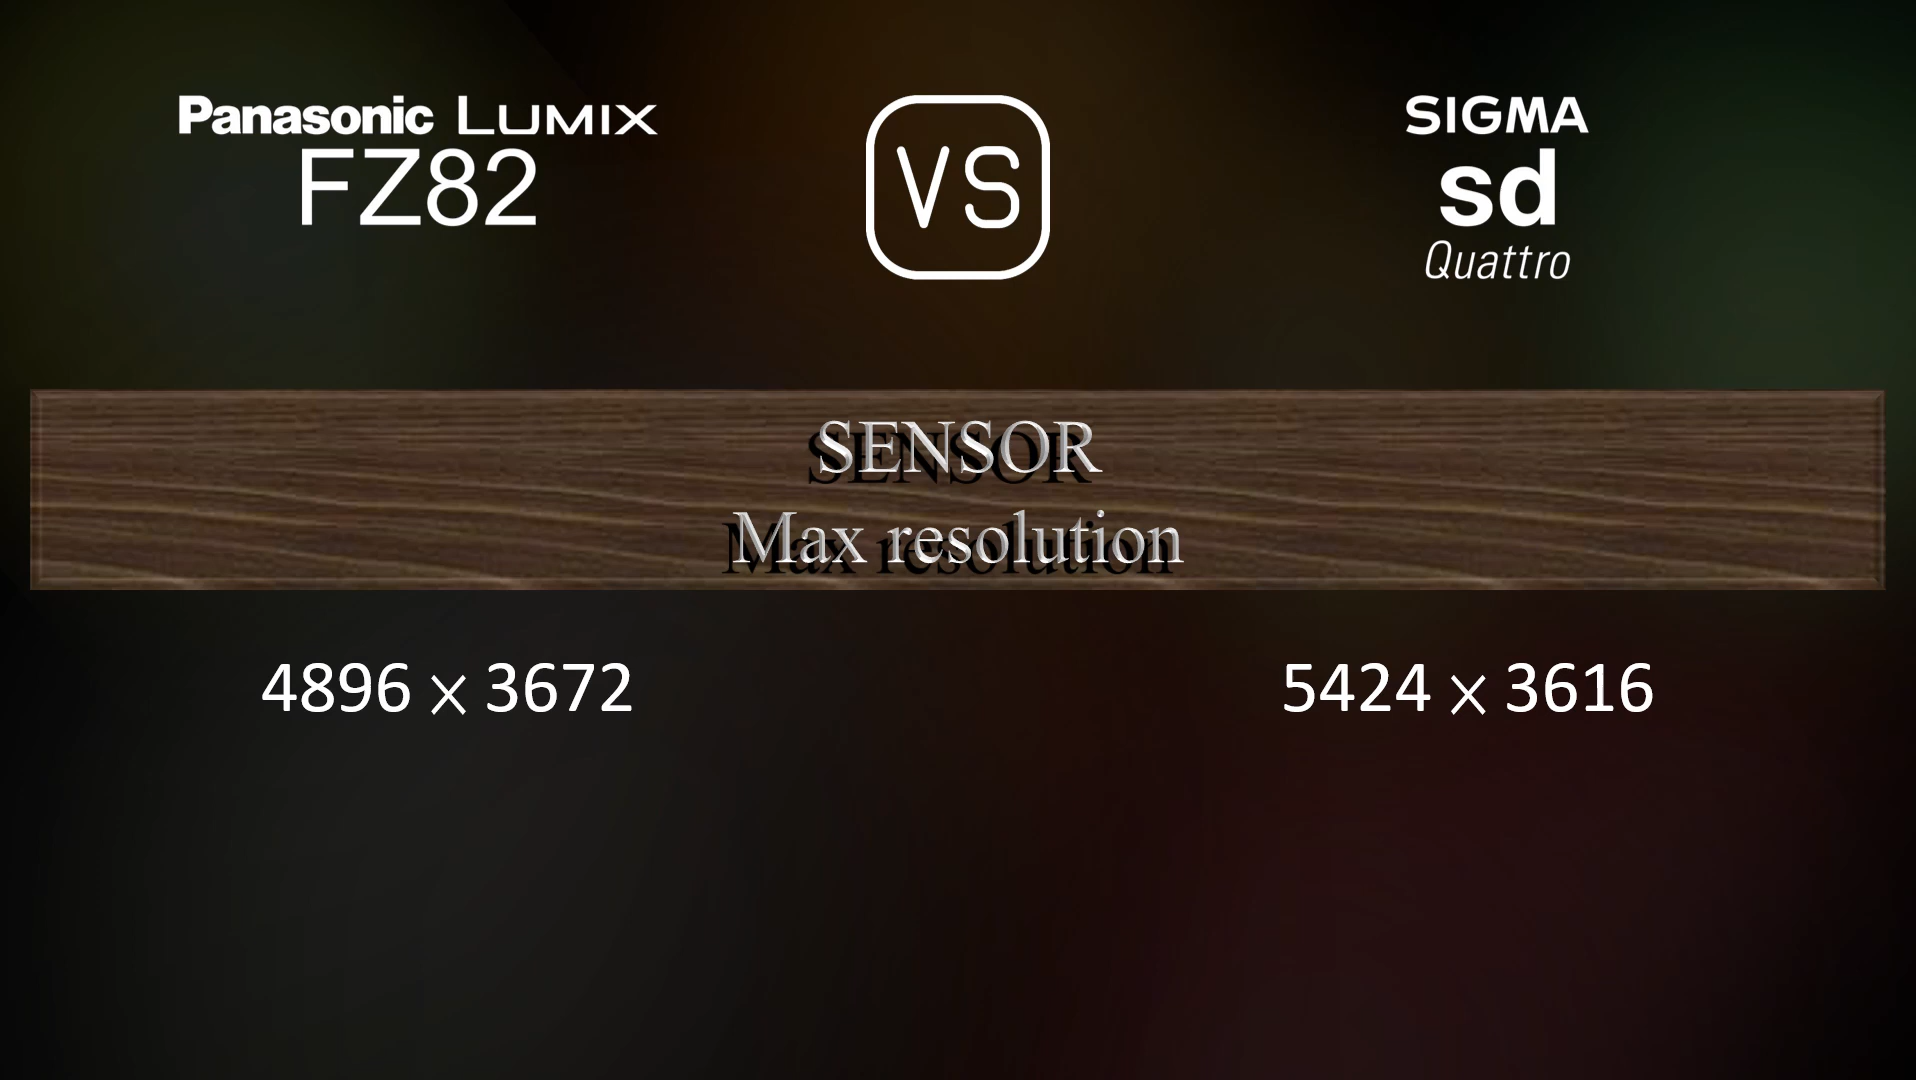 Panasonic LUMIX
FZ82
VS
SIGMA
sd
Quattro
SENSOR
Max resolution
4896 x 3672
5424 x 3616